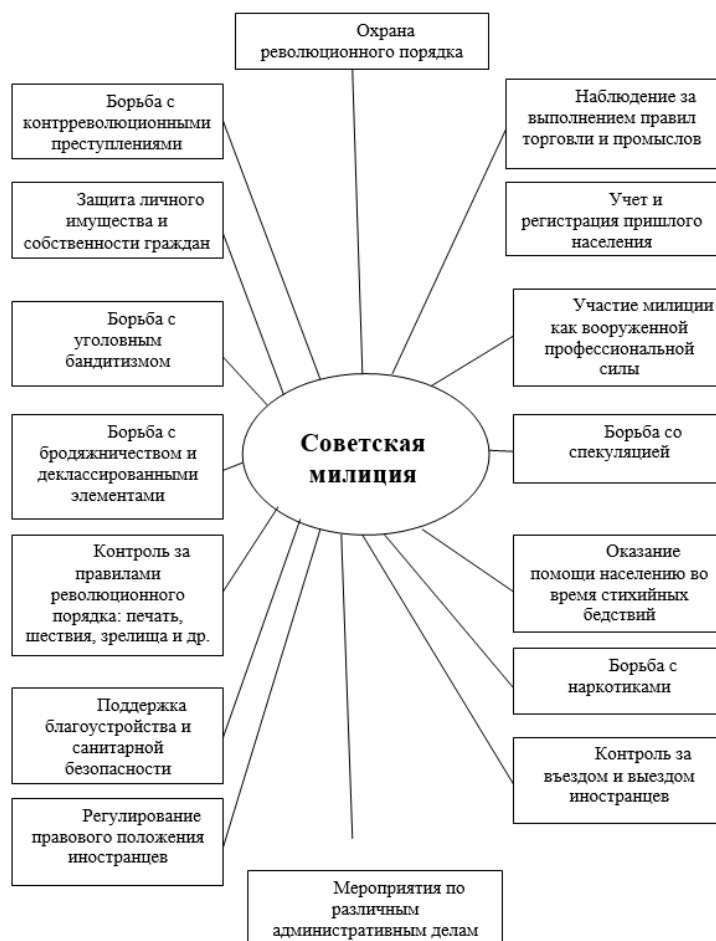 Охрана
революционного порядка
Борьба с
контрреволюционными
преступлениями
Наблюдение за
выполнением правил
торговли и промыслов
Защита личного
имущества и
собственности граждан
Учет и
регистрация пришлого
населения
Борьба с
уголовным
бандитизмом
Участие милиции
как вооруженной
профессиональной
силы
Советская
милиция
Борьба с
бродяжничеством и
деклассированными
элементами
Борьба со
спекуляцией
Контроль за
правилами
революционного
порядка: печать,
шествия, зрелища и др.
Оказание
помощи населению во
время стихийных
бедствий
Борьба с
наркотиками
Поддержка
благоустройства и
санитарной
безопасности
Контроль за
въездом и выездом
иностранцев
Регулирование
правового положения
иностранцев
Мероприятия по
различным
административным делам